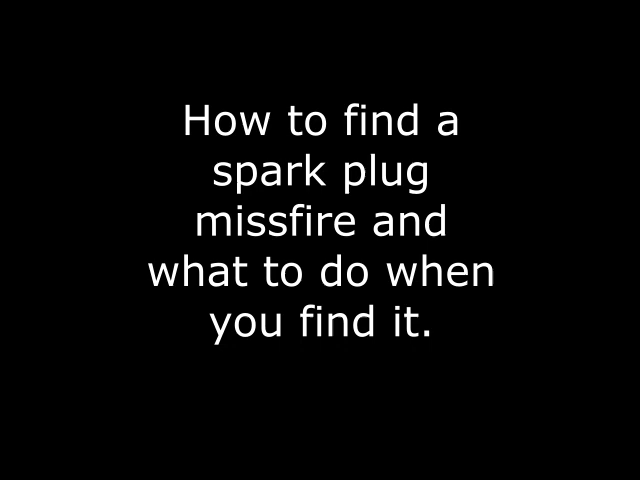 How to find a
spark plug
missfire and
what to do when
you find it.